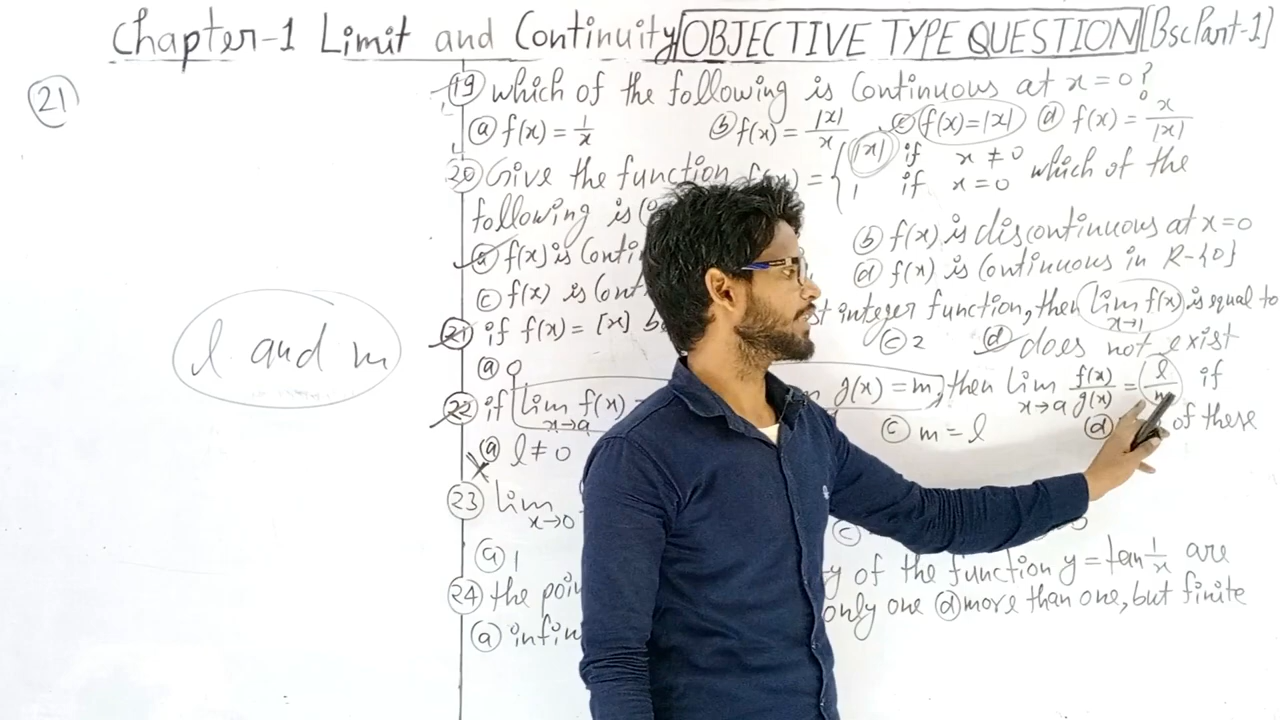 Chapter-1 Limit and Continuity OBJECTIVE TYPE QUESTION [Bsc Part-1]
21
19 which of the following is Continuous at x=0?
a f(x) = 1/x b f(x) = |x|/x c f(x)=|x| d f(x) = x/|x|
20 Give the function f(x) = { |x| if x ≠ 0
1 if x = 0 which of the
following is
a f(x) is b f(x) is discontinuous at x=0
c f(x) is d f(x) is Continuous in R-{0}
21 if f(x) = [x] integer function, then lim x→1 f(x) is equal to
a 0 c 2 d does not exist
22 if lim x→a f(x) g(x) = m, then lim x→a f(x)/g(x) = l/m if
a l≠0 c m=l d of these
l and m
23 lim x→0
a 1 c
24 the of the function y = tan 1/x are
a only one d more than one, but finite